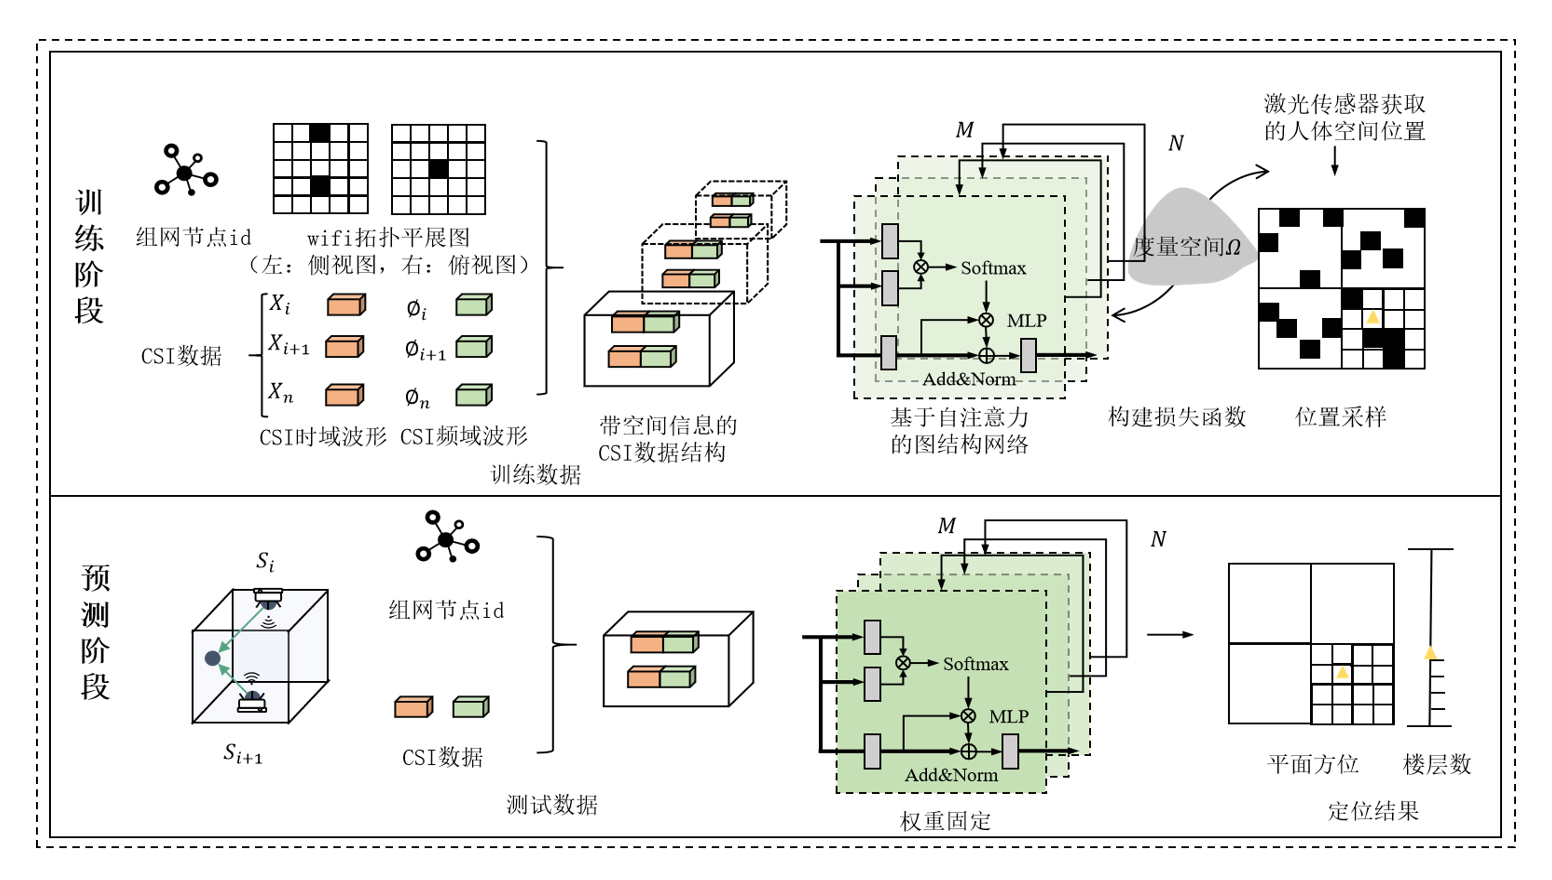 训练阶段
组网节点id
wifi拓扑平展图
（左：侧视图，右：俯视图）
CSI数据
X_i
X_{i+1}
X_n
∅_i
∅_{i+1}
∅_n
CSI时域波形
CSI频域波形
训练数据
带空间信息的
CSI数据结构
M
N
Softmax
MLP
Add&Norm
基于自注意力
的图结构网络
度量空间Ω
构建损失函数
激光传感器获取
的人体空间位置
位置采样
预测阶段
S_i
S_{i+1}
组网节点id
CSI数据
测试数据
M
N
Softmax
MLP
Add&Norm
权重固定
平面方位
楼层数
定位结果